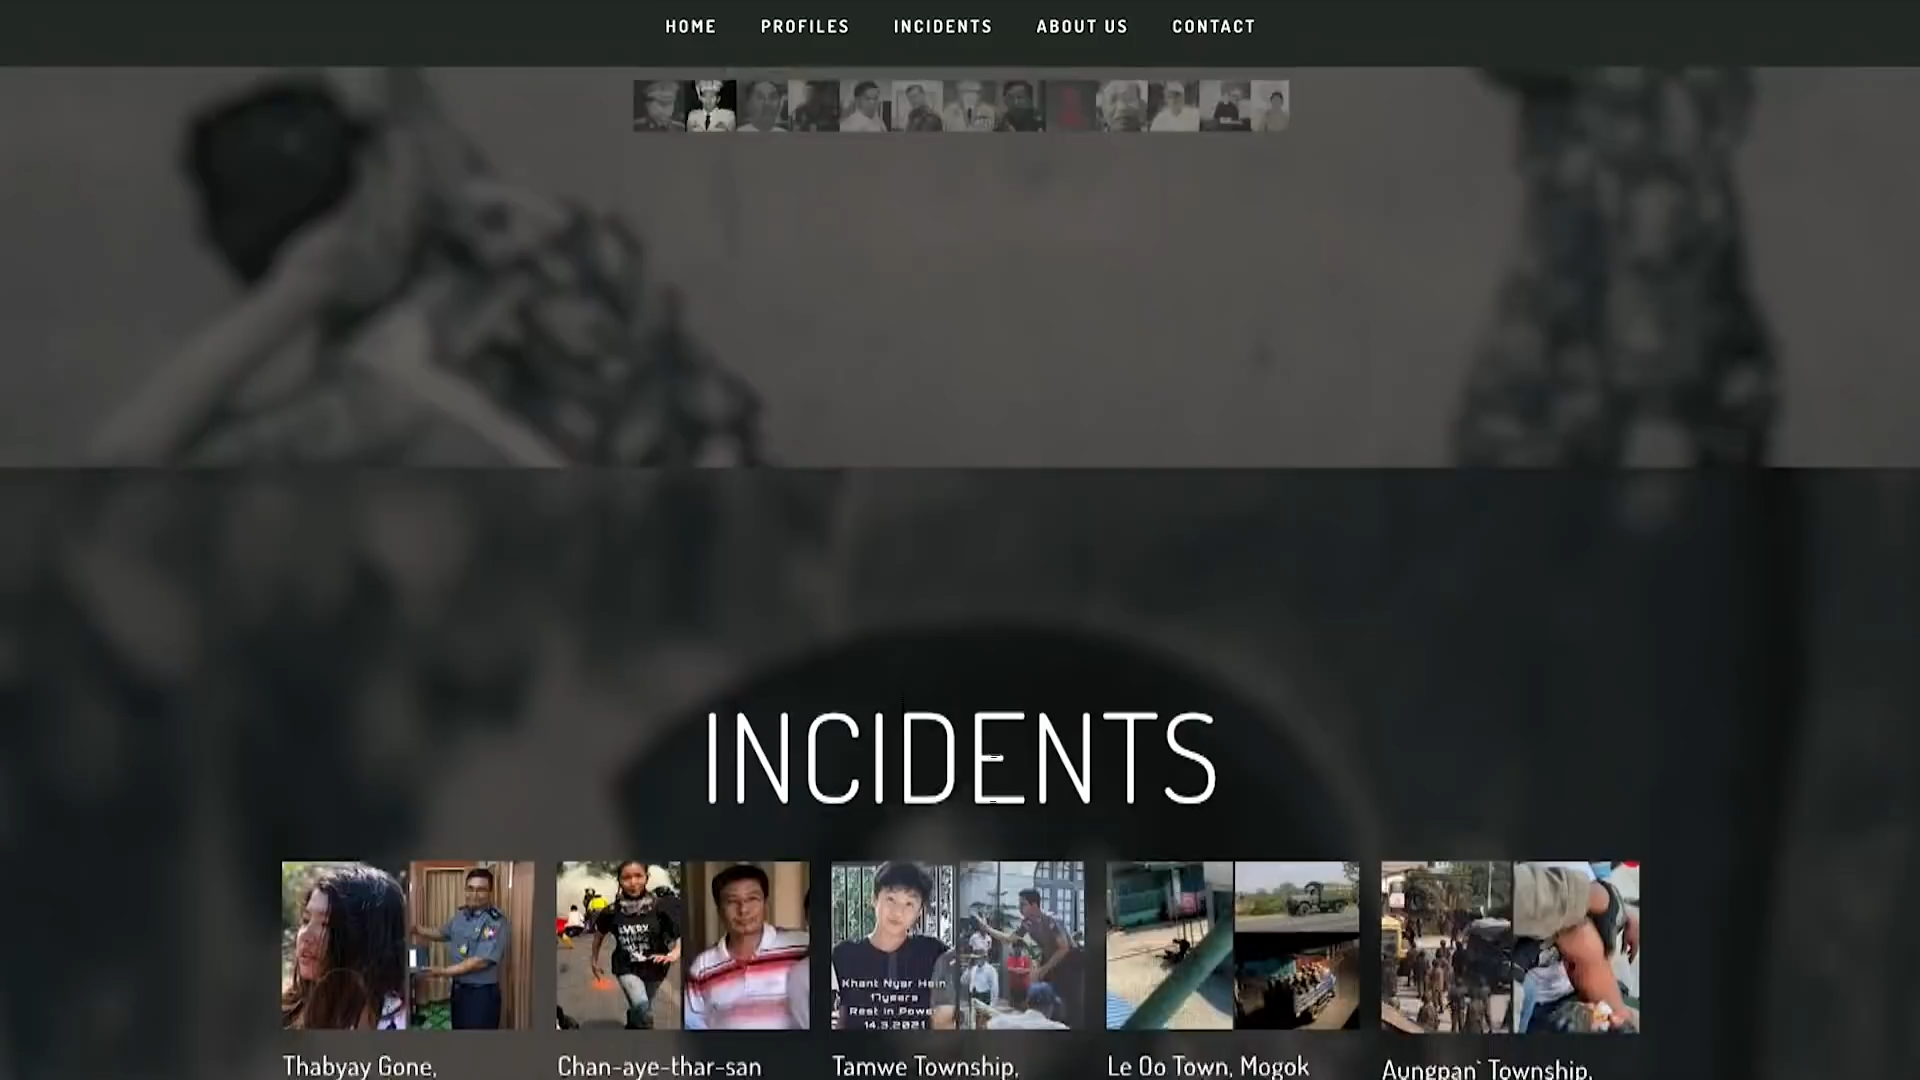 HOME PROFILES INCIDENTS ABOUT US CONTACT
INCIDENTS
Khant Nyar Hein
17years
Rest in Power
14.3.2021
Thabyay Gone,
Chan-aye-thar-san
Tamwe Township,
Le Oo Town, Mogok
Aungpan` Township,